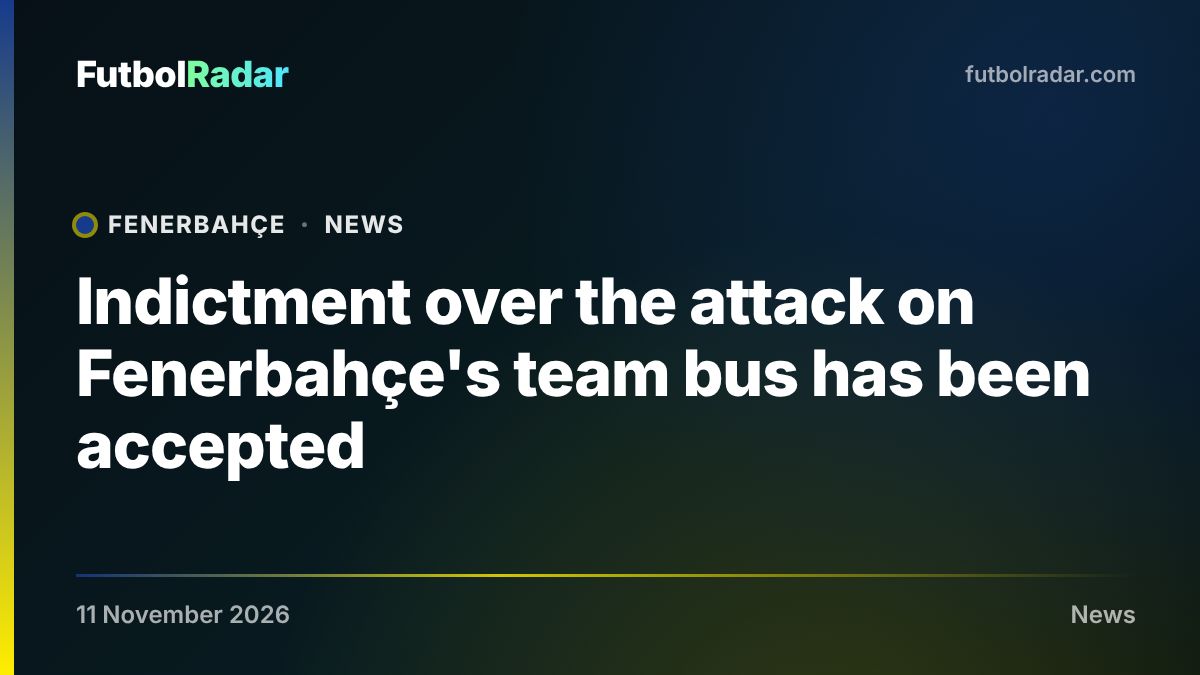 FutbolRadar
futbolradar.com
FENERBAHÇE · NEWS
Indictment over the attack on
Fenerbahçe's team bus has been
accepted
11 November 2026
News